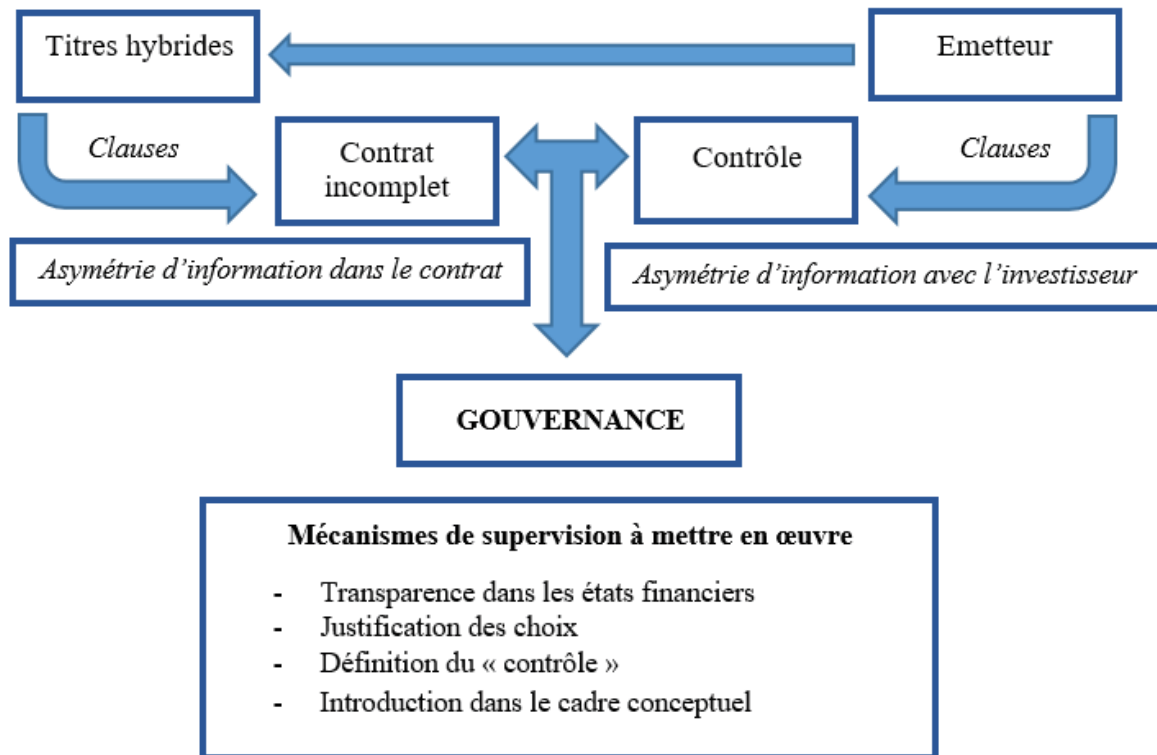 Titres hybrides
Emetteur
Clauses
Contrat
incomplet
Contrôle
Clauses
Asymétrie d’information dans le contrat
Asymétrie d’information avec l’investisseur
GOUVERNANCE
Mécanismes de supervision à mettre en œuvre
- Transparence dans les états financiers
- Justification des choix
- Définition du « contrôle »
- Introduction dans le cadre conceptuel